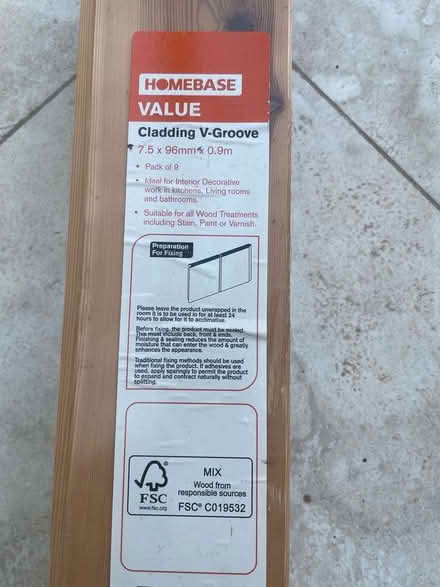 HOMEBASE
VALUE
Cladding V-Groove
7.5 x 96mm x 0.9m
• Pack of 9
• Ideal for Interior Decorative
work in kitchens, Living rooms
and bathrooms.
• Suitable for all Wood Treatments
including Stain, Paint or Varnish.
Preparation
For Fixing
Please leave the product unwrapped in the
room it is to be used in for at least 24
hours to allow for it to acclimatise.
Before fixing, the product must be sealed.
This must include back, front & ends.
Finishing & sealing reduces the amount of
moisture that can enter the wood & greatly
enhances the appearance.
Traditional fixing methods should be used
when fixing the product. If adhesives are
used, apply sparingly to permit the product
to expand and contract naturally without
splitting.
FSC
www.fsc.org
MIX
Wood from
responsible sources
FSC® C019532